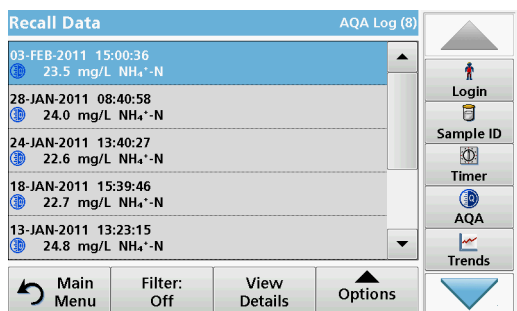 Recall Data
AQA Log (8)
03-FEB-2011 15:00:36
23.5 mg/L NH₄⁺-N
28-JAN-2011 08:40:58
24.0 mg/L NH₄⁺-N
24-JAN-2011 13:40:27
22.6 mg/L NH₄⁺-N
18-JAN-2011 15:39:46
22.7 mg/L NH₄⁺-N
13-JAN-2011 13:23:15
24.8 mg/L NH₄⁺-N
Main
Menu
Filter:
Off
View
Details
Options
Login
Sample ID
Timer
AQA
Trends